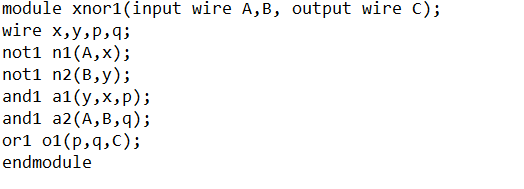 module xnor1(input wire A,B, output wire C);
wire x,y,p,q;
not1 n1(A,x);
not1 n2(B,y);
and1 a1(y,x,p);
and1 a2(A,B,q);
or1 o1(p,q,C);
endmodule